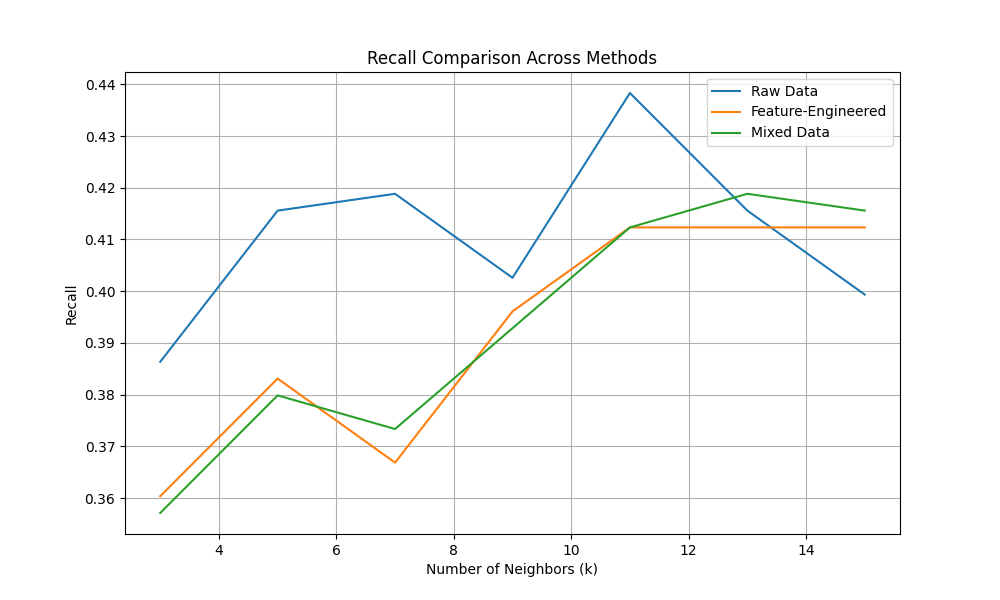 Recall Comparison Across Methods
Raw Data
Feature-Engineered
Mixed Data
0.44
0.43
0.42
0.41
0.40
0.39
0.38
0.37
0.36
Recall
4 6 8 10 12 14
Number of Neighbors (k)